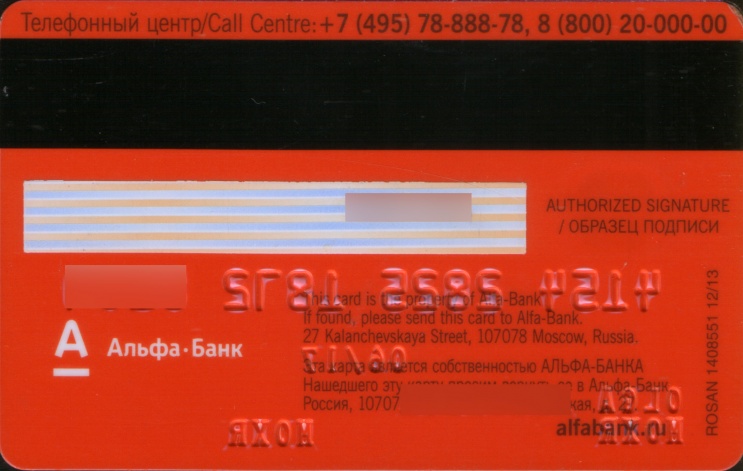 Телефонный центр/Call Centre:+7 (495) 78-888-78, 8 (800) 20-000-00
AUTHORIZED SIGNATURE
/ ОБРАЗЕЦ ПОДПИСИ
This card is the property of Alfa-Bank
If found, please send this card to Alfa-Bank.
27 Kalanchevskaya Street, 107078 Moscow, Russia.
Альфа·Банк
Эта карта является собственностью АЛЬФА-БАНКА
Нашедшего эту в Альфа-Банк
Россия,
alfabank.ru
ROSAN 1408551 12/13